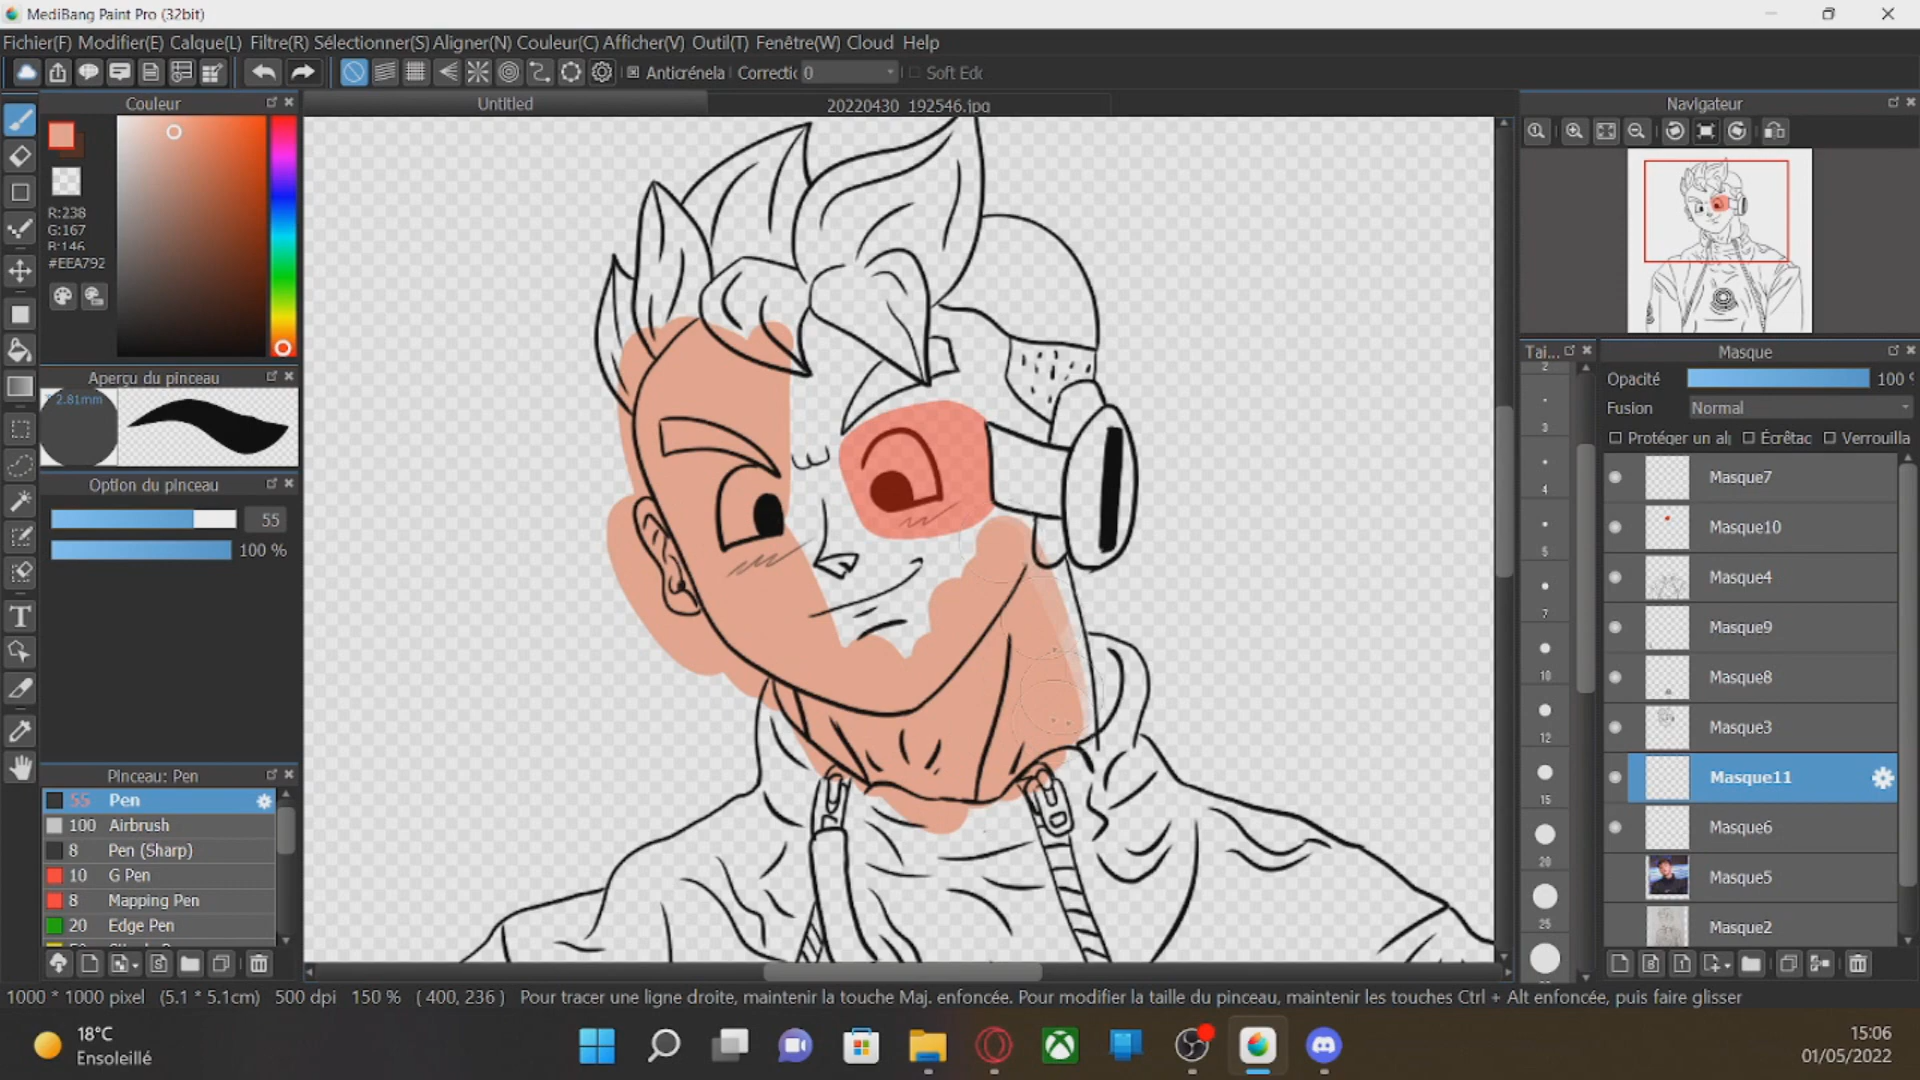 MediBang Paint Pro (32bit)
Fichier(F) Modifier(E) Calque(L) Filtre(R) Sélectionner(S) Aligner(N) Couleur(C) Afficher(V) Outil(T) Fenêtre(W) Cloud Help
Anticrénela Correctic 0 Soft Edc
Couleur
Untitled
20220430_192546.jpg
Navigateur
R:238
G:167
B:146
#EEA792
Aperçu du pinceau
2.81mm
Option du pinceau
55
100 %
Pinceau: Pen
55 Pen
100 Airbrush
8 Pen (Sharp)
10 G Pen
8 Mapping Pen
20 Edge Pen
Tai...
2
3
4
5
7
10
12
15
20
25
Masque
Opacité 100
Fusion Normal
Protéger un al Écrêtac Verrouilla
Masque7
Masque10
Masque4
Masque9
Masque8
Masque3
Masque11
Masque6
Masque5
Masque2
1000 * 1000 pixel (5.1 * 5.1cm) 500 dpi 150 % ( 400, 236 ) Pour tracer une ligne droite, maintenir la touche Maj. enfoncée. Pour modifier la taille du pinceau, maintenir les touches Ctrl + Alt enfoncée, puis faire glisser
18°C
Ensoleillé
15:06
01/05/2022